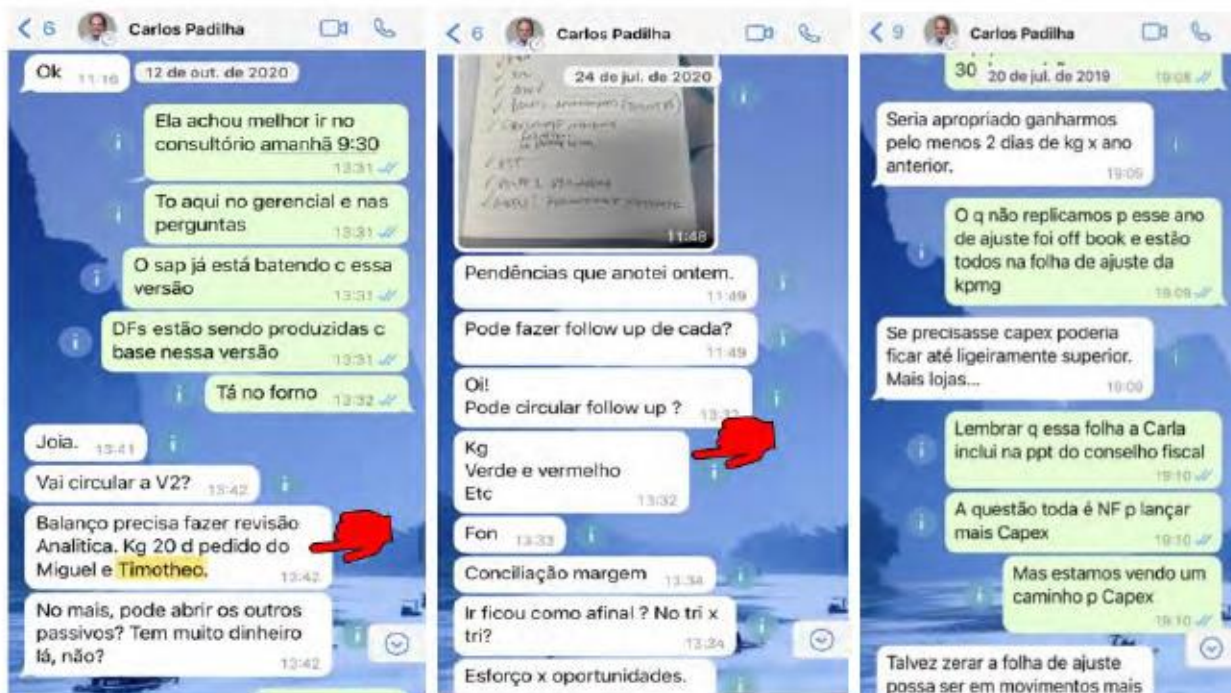 6 Carlos Padilha
Ok 11:16
12 de out. de 2020
Ela achou melhor ir no
consultório amanhã 9:30
13:31
To aqui no gerencial e nas
perguntas
13:31
O sap já está batendo c essa
versão
13:31
DFs estão sendo produzidas c
base nessa versão
13:31
Tá no forno 13:32
Joia. 13:41
Vai circular a V2? 13:42
Balanço precisa fazer revisão
Analítica. Kg 20 d pedido do
Miguel e Timotheo.
13:42
No mais, pode abrir os outros
passivos? Tem muito dinheiro
lá, não?
13:42
6 Carlos Padilha
24 de jul. de 2020
11:48
Pendências que anotei ontem.
11:49
Pode fazer follow up de cada?
11:49
Oi!
Pode circular follow up ? 13:32
Kg
Verde e vermelho
Etc
13:32
Fon 13:33
Conciliação margem 13:34
Ir ficou como afinal ? No tri x
tri?
13:34
Esforço x oportunidades.
9 Carlos Padilha
30
20 de jul. de 2019
19:08
Seria apropriado ganharmos
pelo menos 2 dias de kg x ano
anterior.
19:09
O q não replicamos p esse ano
de ajuste foi off book e estão
todos na folha de ajuste da
kpmg
19:09
Se precisasse capex poderia
ficar até ligeiramente superior.
Mais lojas...
19:09
Lembrar q essa folha a Carla
inclui na ppt do conselho fiscal
19:10
A questão toda é NF p lançar
mais Capex
19:10
Mas estamos vendo um
caminho p Capex
19:10
Talvez zerar a folha de ajuste
possa ser em movimentos mais